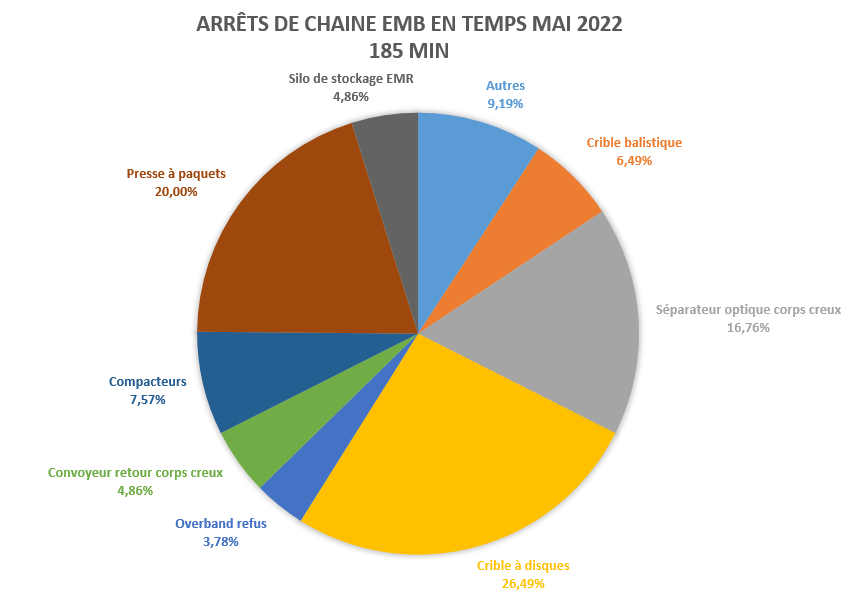 ARRÊTS DE CHAINE EMB EN TEMPS MAI 2022
185 MIN
Silo de stockage EMR
4,86%
Autres
9,19%
Crible balistique
6,49%
Presse à paquets
20,00%
Séparateur optique corps creux
16,76%
Compacteurs
7,57%
Convoyeur retour corps creux
4,86%
Overband refus
3,78%
Crible à disques
26,49%